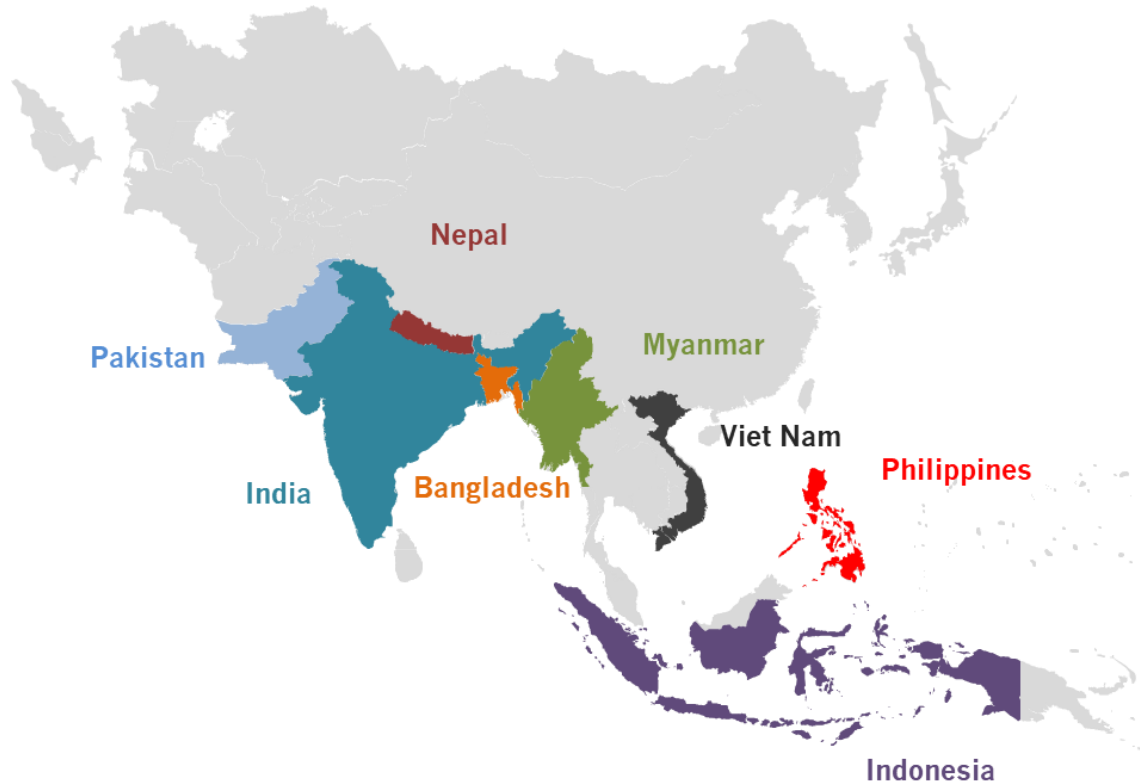 Nepal
Pakistan
Myanmar
Viet Nam
Philippines
India
Bangladesh
Indonesia